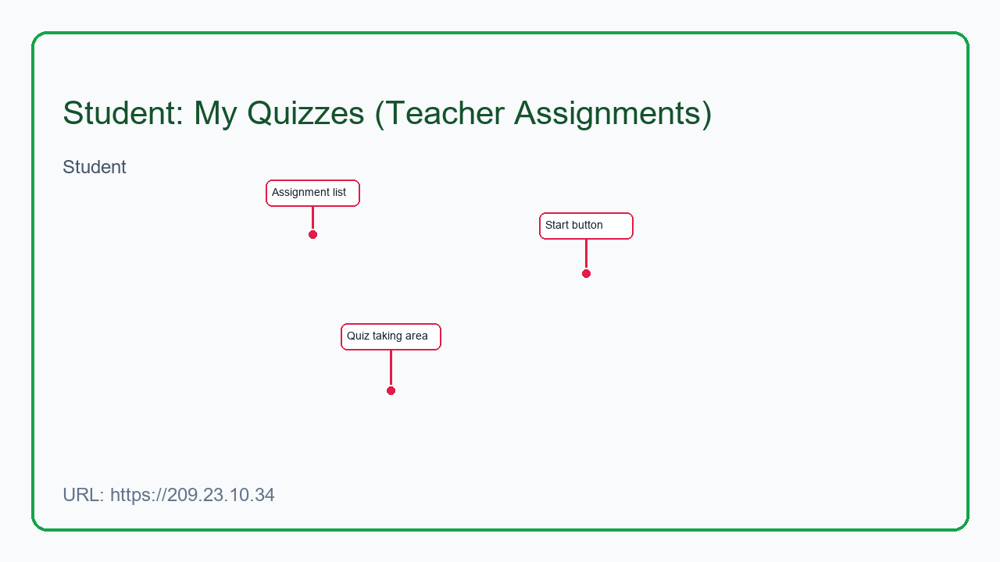 Student: My Quizzes (Teacher Assignments)
Student
Assignment list
Start button
Quiz taking area
URL: https://209.23.10.34